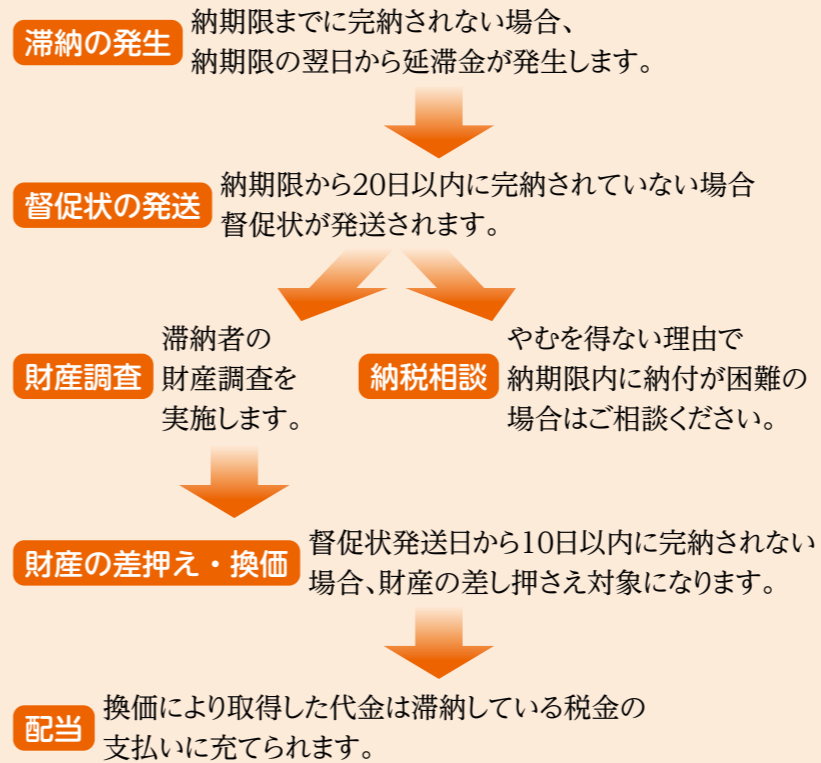 滞納の発生
納期限までに完納されない場合、
納期限の翌日から延滞金が発生します。
督促状の発送
納期限から20日以内に完納されていない場合
督促状が発送されます。
財産調査
滞納者の
財産調査を
実施します。
納税相談
やむを得ない理由で
納期限内に納付が困難の
場合はご相談ください。
財産の差押え・換価
督促状発送日から10日以内に完納されない
場合、財産の差し押さえ対象になります。
配当
換価により取得した代金は滞納している税金の
支払いに充てられます。